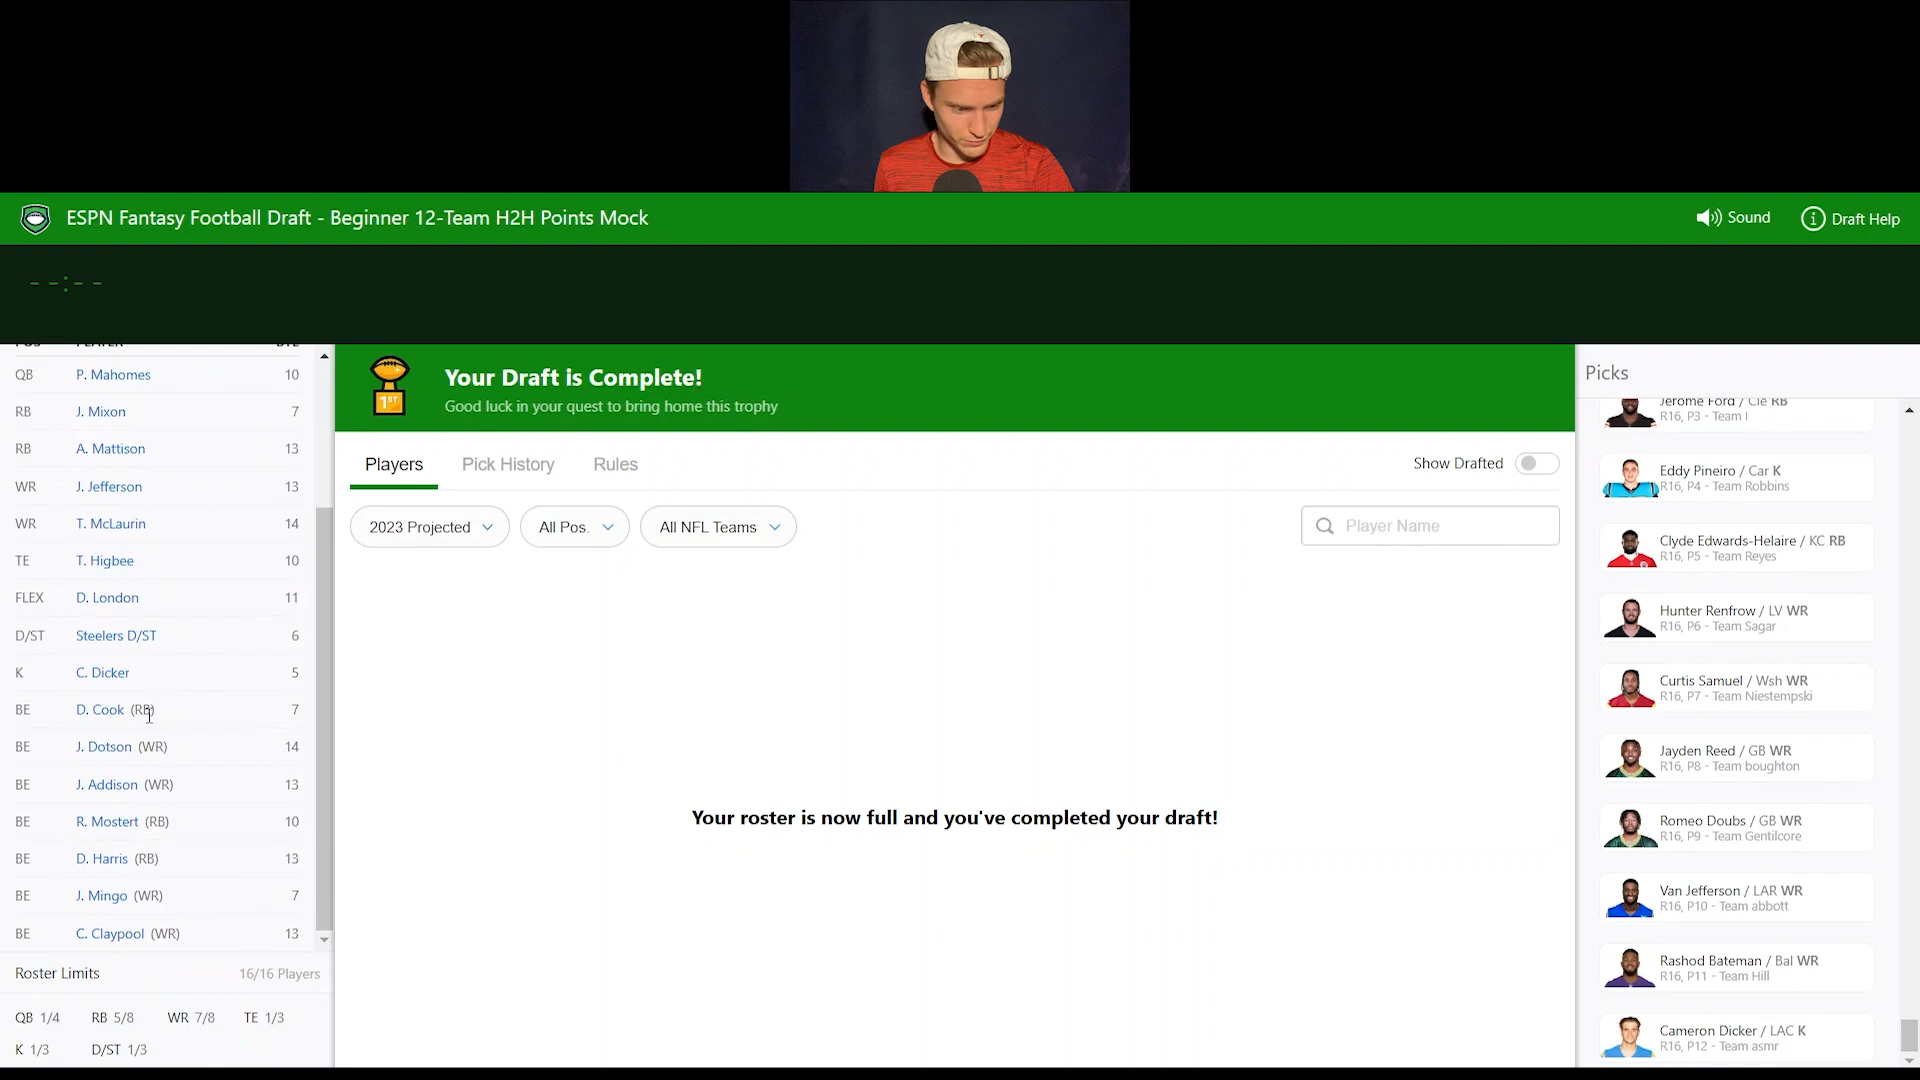 ESPN Fantasy Football Draft - Beginner 12-Team H2H Points Mock
Sound
Draft Help
--:--
POS PLAYER BYE
QB P. Mahomes 10
RB J. Mixon 7
RB A. Mattison 13
WR J. Jefferson 13
WR T. McLaurin 14
TE T. Higbee 10
FLEX D. London 11
D/ST Steelers D/ST 6
K C. Dicker 5
BE D. Cook (RB) 7
BE J. Dotson (WR) 14
BE J. Addison (WR) 13
BE R. Mostert (RB) 10
BE D. Harris (RB) 13
BE J. Mingo (WR) 7
BE C. Claypool (WR) 13
Roster Limits 16/16 Players
QB 1/4 RB 5/8 WR 7/8 TE 1/3
K 1/3 D/ST 1/3
1ST
Your Draft is Complete!
Good luck in your quest to bring home this trophy
Players Pick History Rules
Show Drafted
2023 Projected All Pos. All NFL Teams
Player Name
Your roster is now full and you've completed your draft!
Picks
Jerome Ford / Cle RB
R16, P3 - Team I
Eddy Pineiro / Car K
R16, P4 - Team Robbins
Clyde Edwards-Helaire / KC RB
R16, P5 - Team Reyes
Hunter Renfrow / LV WR
R16, P6 - Team Sagar
Curtis Samuel / Wsh WR
R16, P7 - Team Niestempski
Jayden Reed / GB WR
R16, P8 - Team boughton
Romeo Doubs / GB WR
R16, P9 - Team Gentilcore
Van Jefferson / LAR WR
R16, P10 - Team abbott
Rashod Bateman / Bal WR
R16, P11 - Team Hill
Cameron Dicker / LAC K
R16, P12 - Team asmr